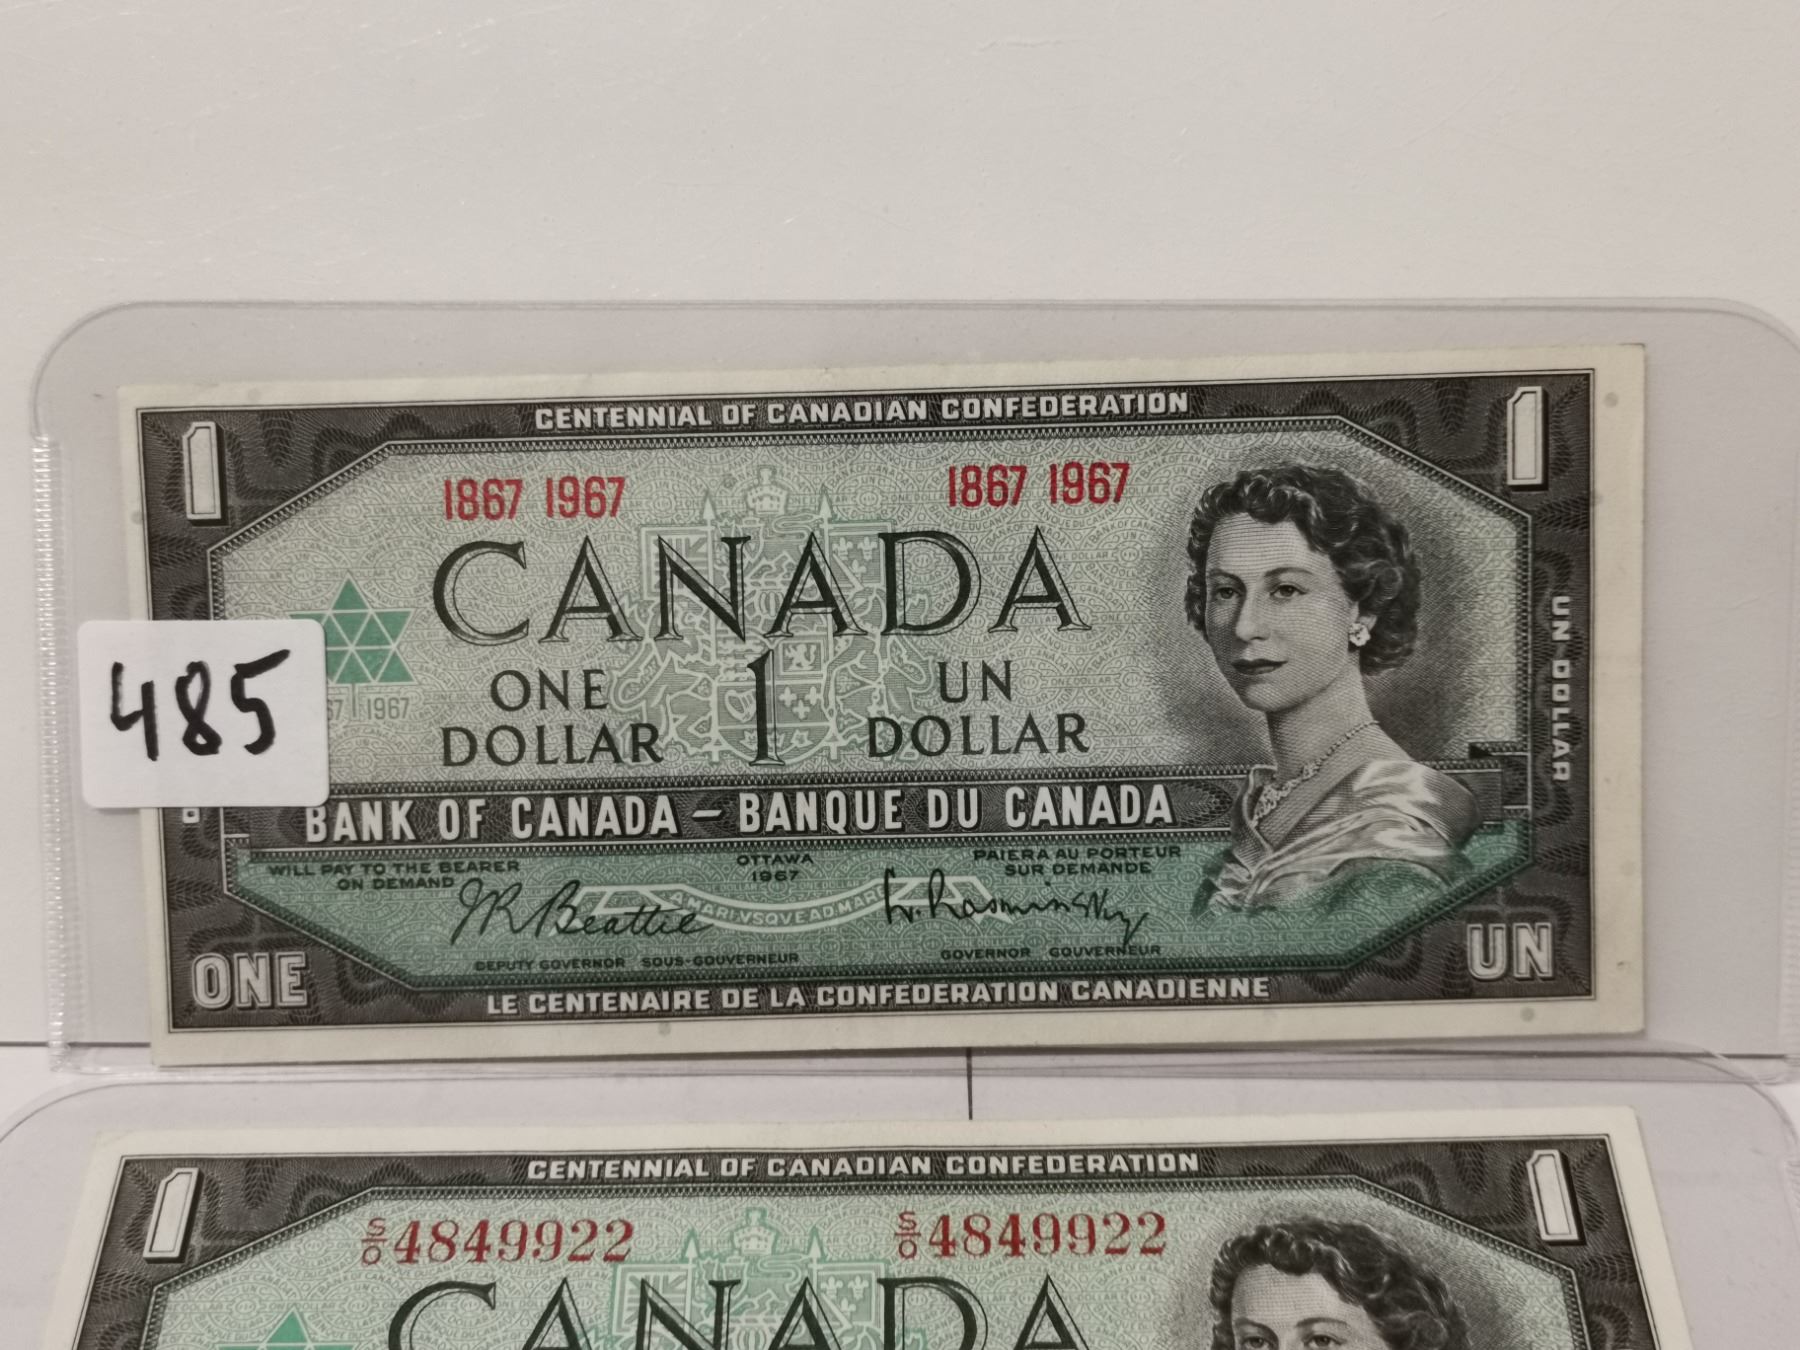 CENTENNIAL OF CANADIAN CONFEDERATION
1 1
1867 1967 1867 1967
CANADA
485
1967
ONE 1 UN
DOLLAR DOLLAR
UN DOLLAR
BANK OF CANADA – BANQUE DU CANADA
WILL PAY TO THE BEARER OTTAWA PAIERA AU PORTEUR
ON DEMAND 1967 SUR DEMANDE
JR Beattie L. Rasminsky
DEPUTY GOVERNOR SOUS-GOUVERNEUR GOVERNOR GOUVERNEUR
ONE UN
LE CENTENAIRE DE LA CONFEDERATION CANADIENNE
CENTENNIAL OF CANADIAN CONFEDERATION
1 1
S/O 4849922 S/O 4849922
CANADA